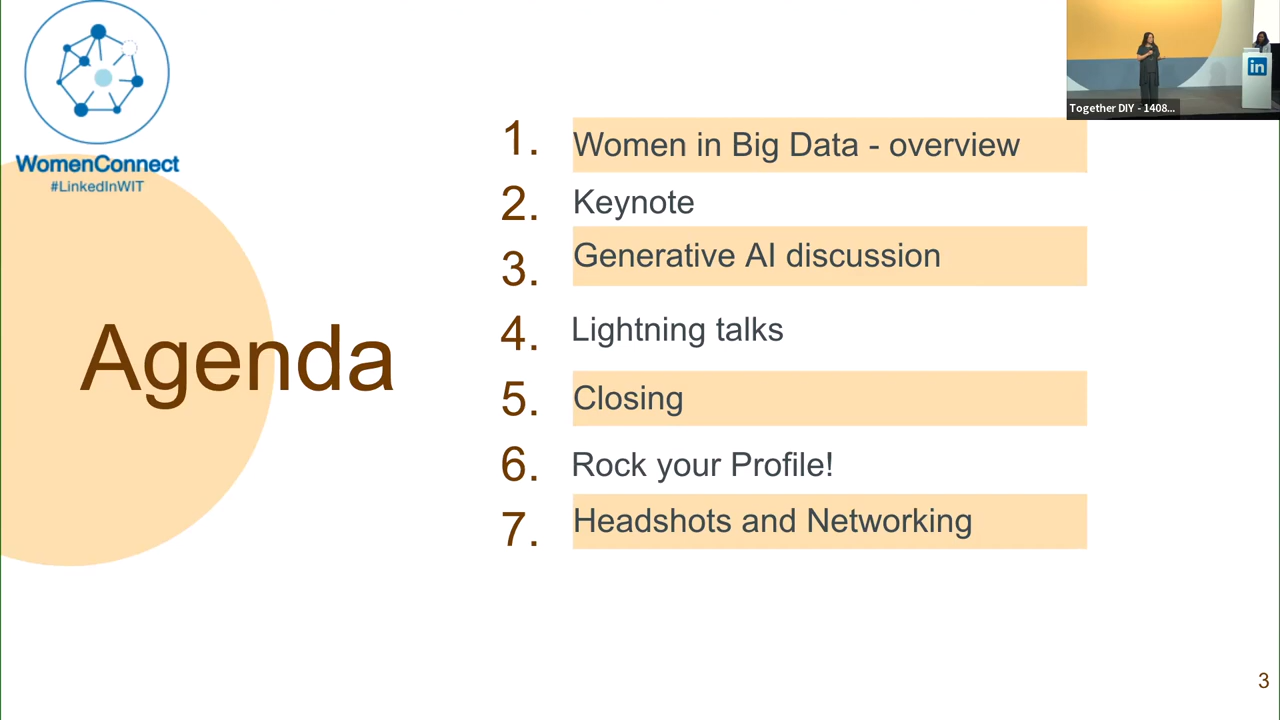 WomenConnect
#LinkedInWIT
Agenda
1. Women in Big Data - overview
2. Keynote
3. Generative AI discussion
4. Lightning talks
5. Closing
6. Rock your Profile!
7. Headshots and Networking
in
Together DIY - 1408...
3